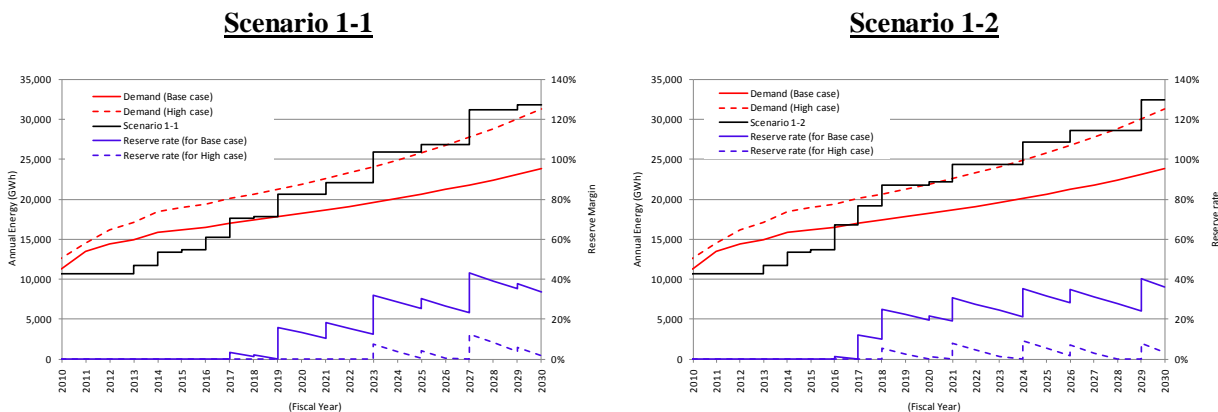 Scenario 1-1
35,000
30,000
25,000
20,000
15,000
10,000
5,000
0
Annual Energy (GWh)
Demand (Base case)
Demand (High case)
Scenario 1-1
Reserve rate (for Base case)
Reserve rate (for High case)
140%
120%
100%
80%
60%
40%
20%
0%
Reserve Margin
2010 2011 2012 2013 2014 2015 2016 2017 2018 2019 2020 2021 2022 2023 2024 2025 2026 2027 2028 2029 2030
(Fiscal Year)
Scenario 1-2
35,000
30,000
25,000
20,000
15,000
10,000
5,000
0
Annual Energy (GWh)
Demand (Base case)
Demand (High case)
Scenario 1-2
Reserve rate (for Base case)
Reserve rate (for High case)
140%
120%
100%
80%
60%
40%
20%
0%
Reserve rate
2010 2011 2012 2013 2014 2015 2016 2017 2018 2019 2020 2021 2022 2023 2024 2025 2026 2027 2028 2029 2030
(Fiscal Year)